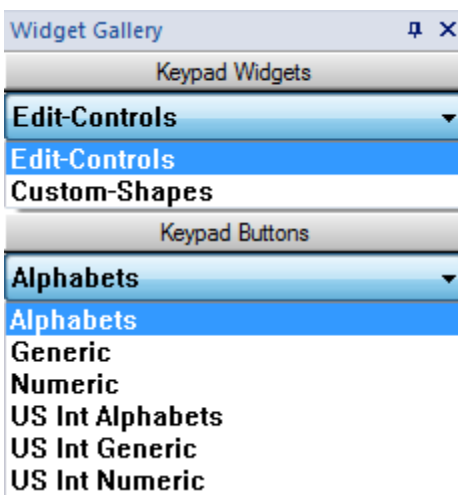 Widget Gallery
Keypad Widgets
Edit-Controls
Edit-Controls
Custom-Shapes
Keypad Buttons
Alphabets
Alphabets
Generic
Numeric
US Int Alphabets
US Int Generic
US Int Numeric